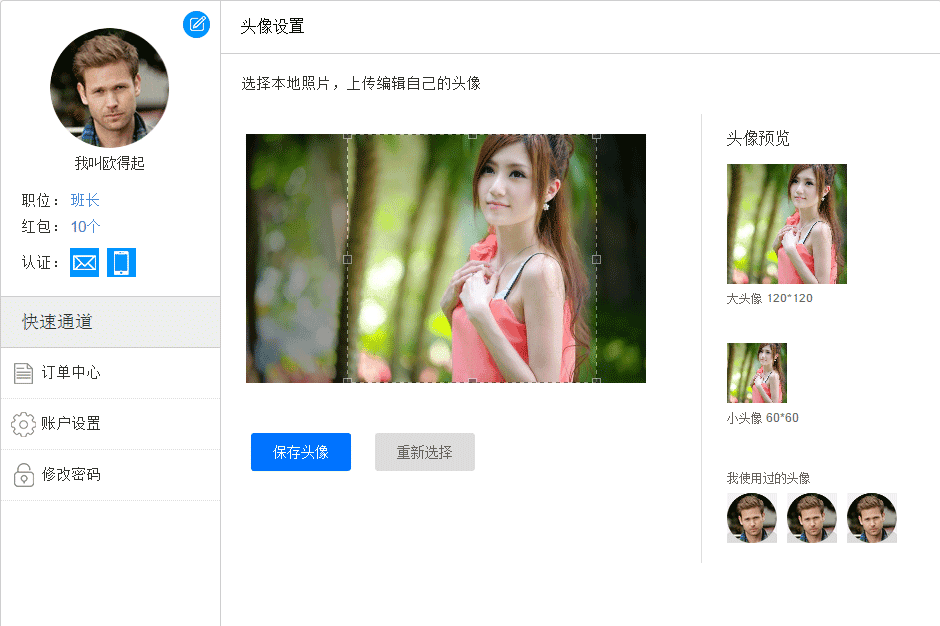 我叫欧得起
职位： 班长
红包： 10个
认证：
快速通道
订单中心
账户设置
修改密码
头像设置
选择本地照片，上传编辑自己的头像
保存头像
重新选择
头像预览
大头像 120*120
小头像 60*60
我使用过的头像